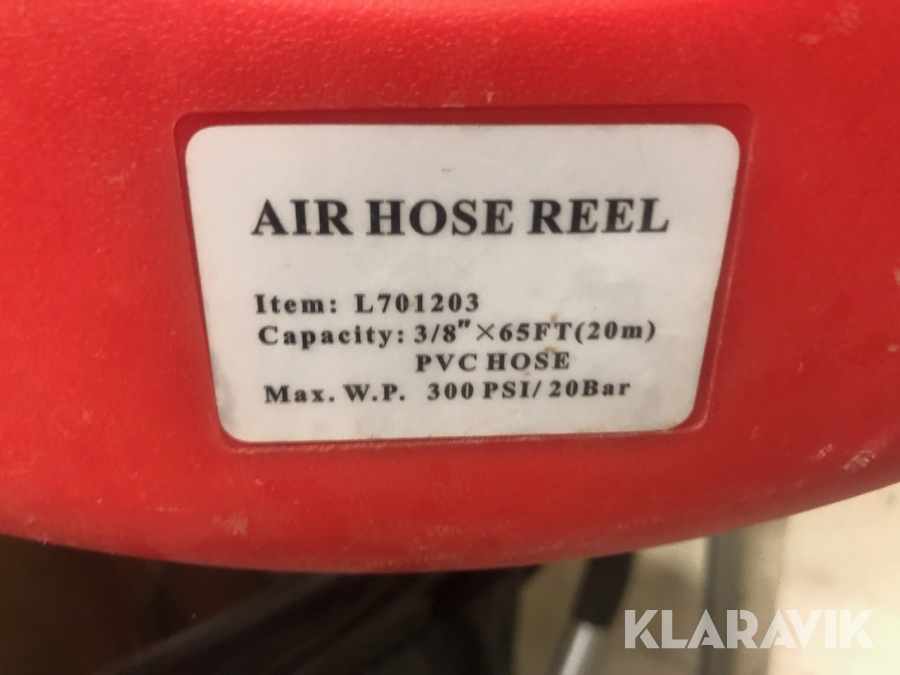 AIR HOSE REEL
Item: L701203
Capacity: 3/8"×65FT(20m)
PVC HOSE
Max. W.P. 300 PSI/20Bar
KLARAVIK